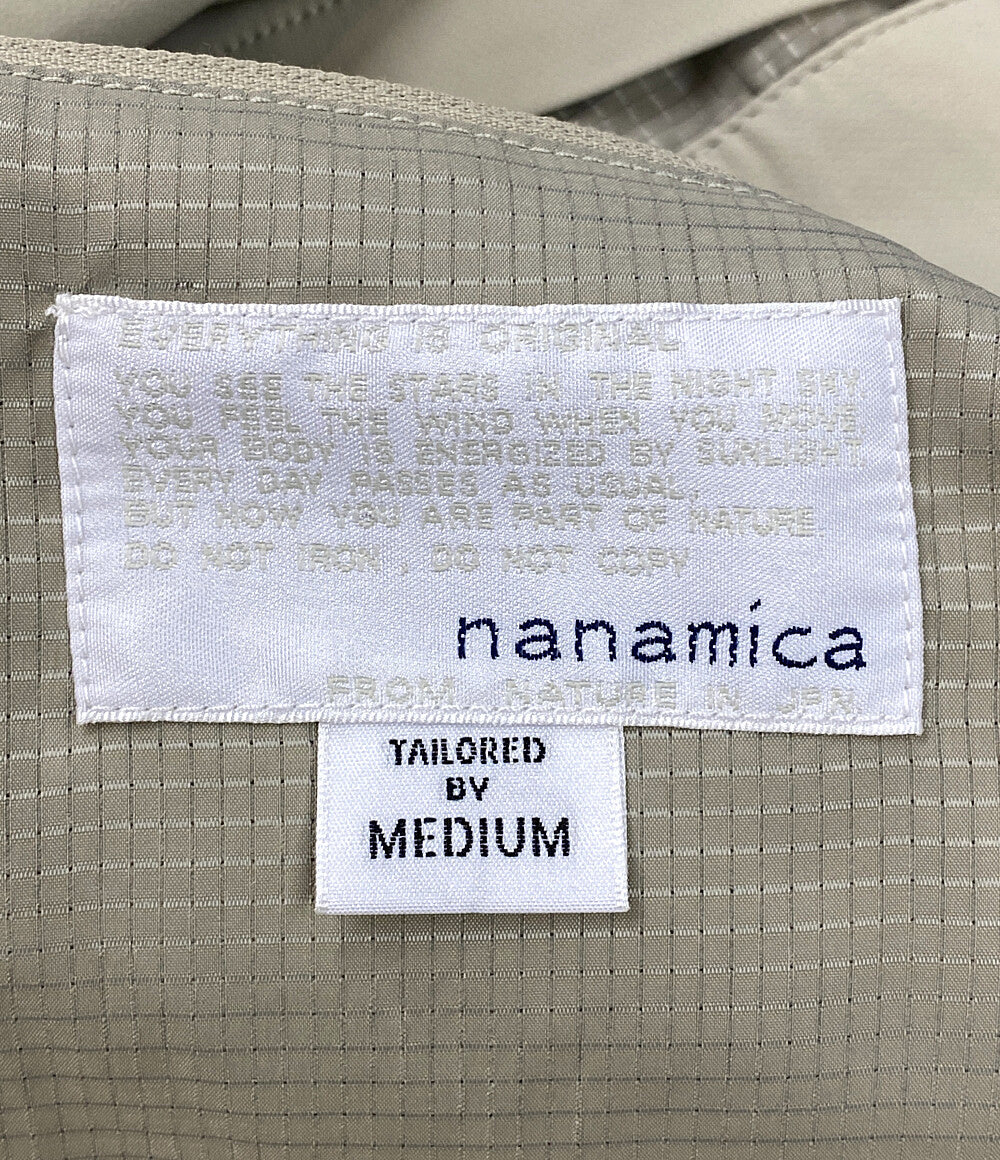 EVERYTHING IS ORIGINAL
YOU SEE THE STARS IN THE NIGHT SKY.
YOU FEEL THE WIND WHEN YOU MOVE
YOUR BODY IS ENERGIZED BY SUNLIGHT
EVERY DAY PASSES AS USUAL,
BUT HOW YOU ARE PART OF NATURE
DO NOT IRON, DO NOT COPY
nanamíca
FROM NATURE IN JPN
TAILORED
BY
MEDIUM